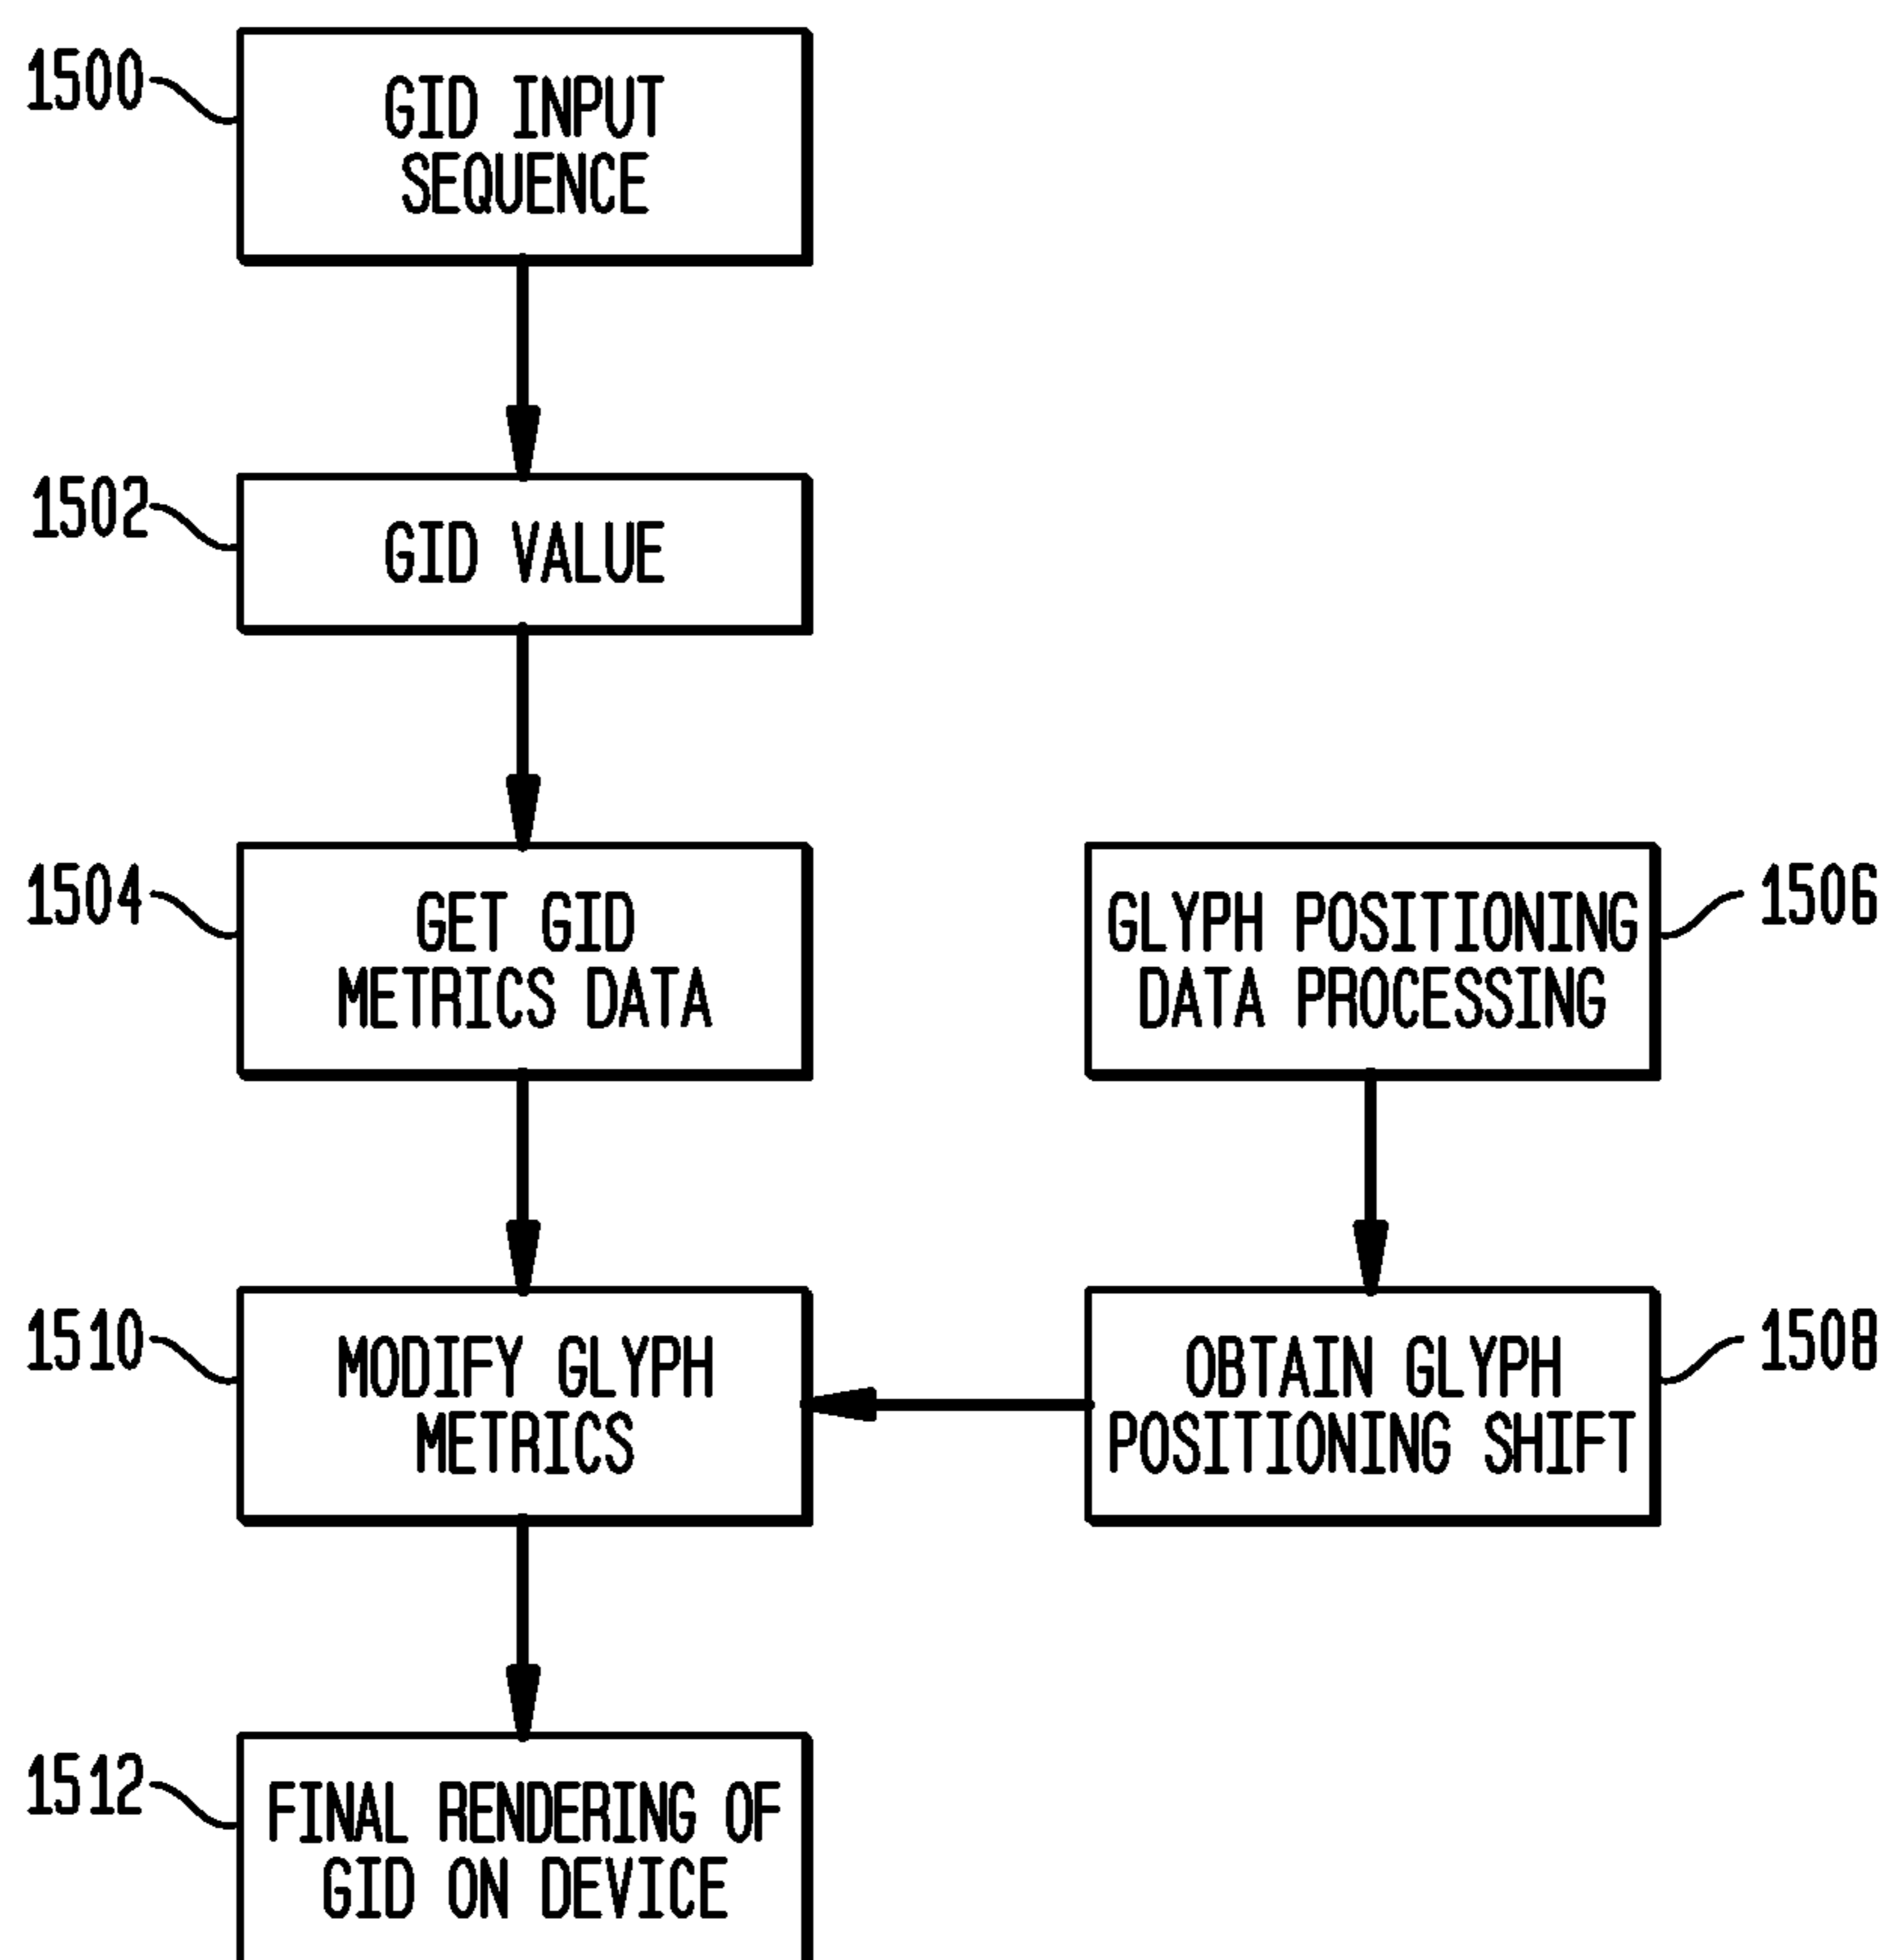 1500
GID INPUT
SEQUENCE
1502
GID VALUE
1504
GET GID
METRICS DATA
GLYPH POSITIONING
DATA PROCESSING
1506
1510
MODIFY GLYPH
METRICS
OBTAIN GLYPH
POSITIONING SHIFT
1508
1512
FINAL RENDERING OF
GID ON DEVICE